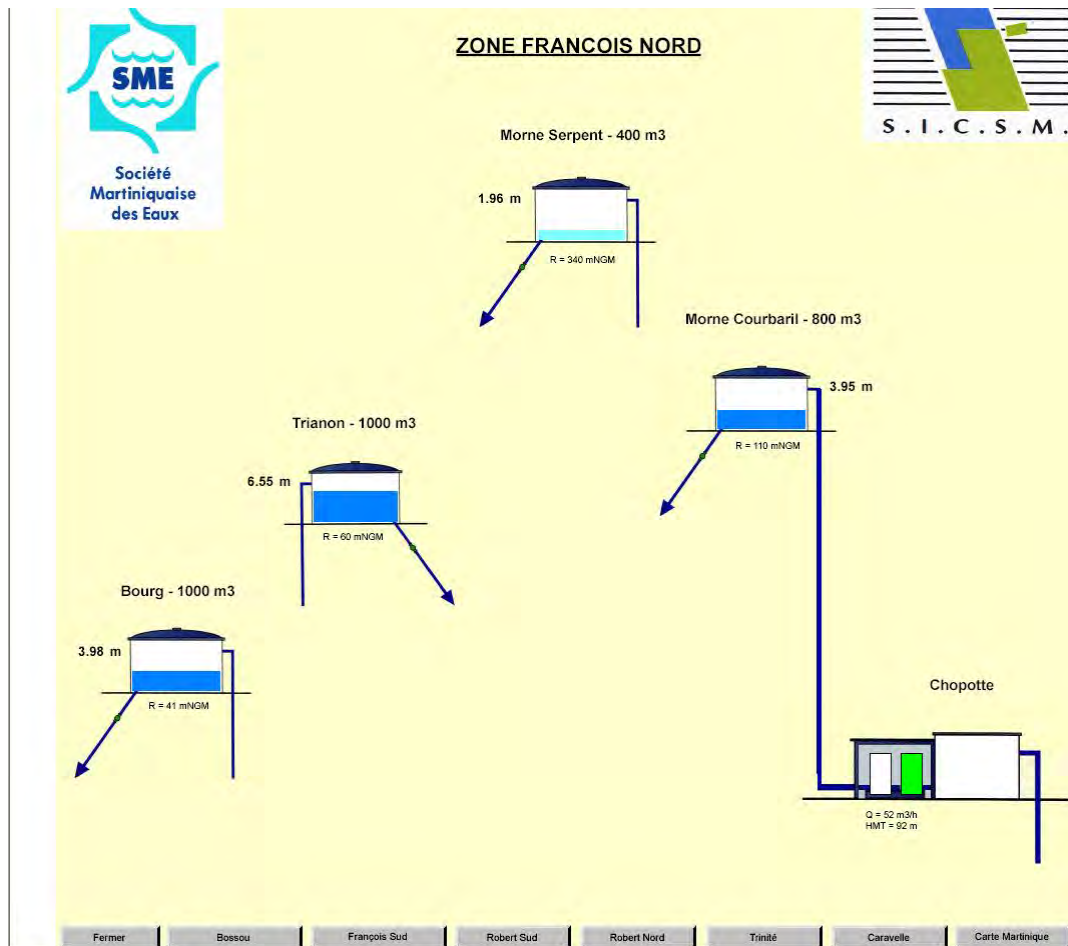 ZONE FRANCOIS NORD
SME
Société
Martiniquaise
des Eaux
S.I.C.S.M.
Morne Serpent - 400 m3
1.96 m
R = 340 mNGM
Morne Courbaril - 800 m3
3.95 m
R = 110 mNGM
Trianon - 1000 m3
6.55 m
R = 60 mNGM
Bourg - 1000 m3
3.98 m
R = 41 mNGM
Chopotte
Q = 52 m3/h
HMT = 92 m
Fermer
Bossou
François Sud
Robert Sud
Robert Nord
Trinité
Caravelle
Carte Martinique